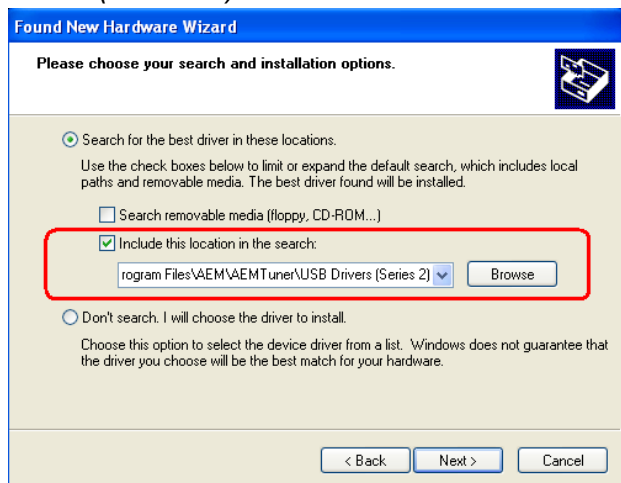 Found New Hardware Wizard
Please choose your search and installation options.
Search for the best driver in these locations.
Use the check boxes below to limit or expand the default search, which includes local
paths and removable media. The best driver found will be installed.
Search removable media (floppy, CD-ROM...)
Include this location in the search:
rogram Files\AEM\AEMTuner\USB Drivers (Series 2)
Browse
Don't search. I will choose the driver to install.
Choose this option to select the device driver from a list. Windows does not guarantee that
the driver you choose will be the best match for your hardware.
< Back Next > Cancel